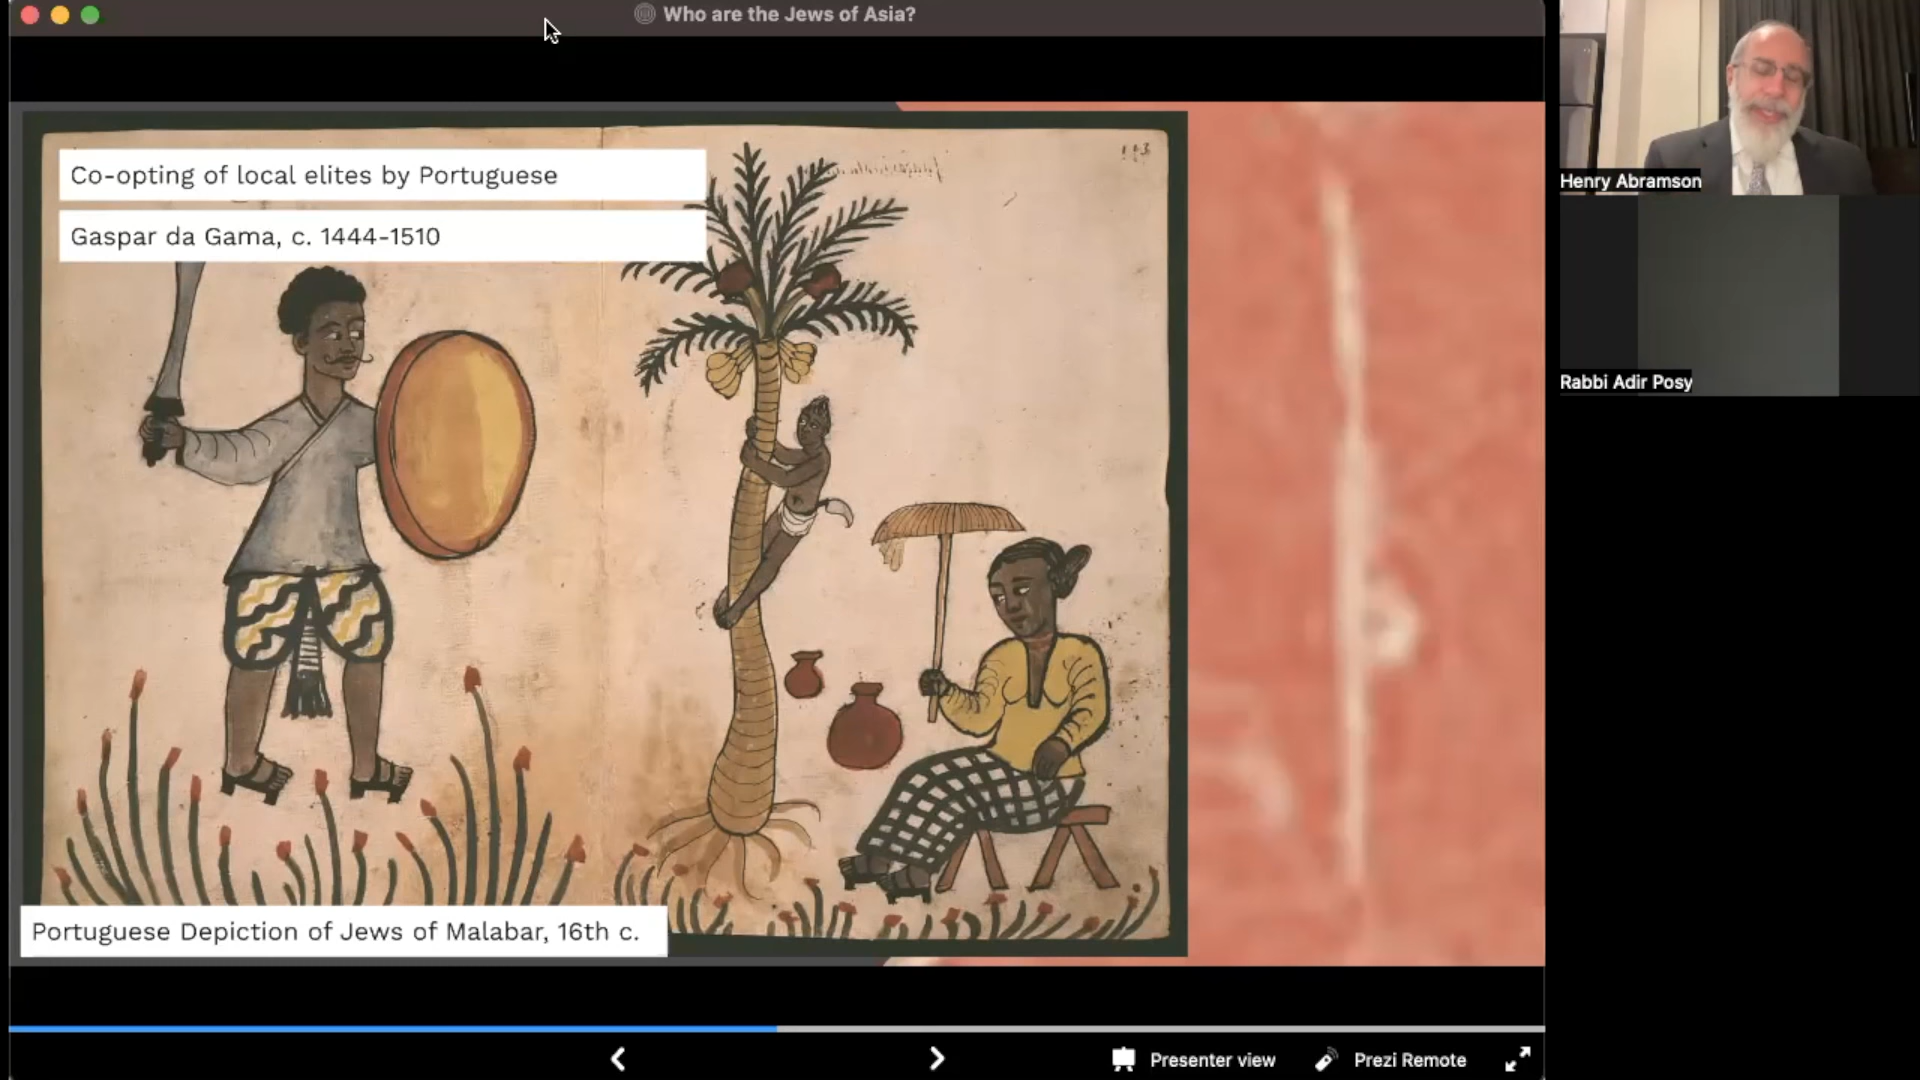 Who are the Jews of Asia?
Co-opting of local elites by Portuguese
Gaspar da Gama, c. 1444-1510
Portuguese Depiction of Jews of Malabar, 16th c.
Henry Abramson
Rabbi Adir Posy
Presenter view
Prezi Remote